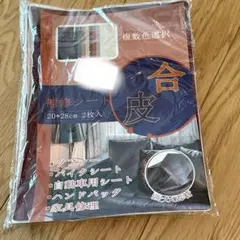 複数色選択
合
皮
補修シート
20*28cm 2枚入
・バイクシート
・自動車用シート
・ハンドバッグ
・家具修理